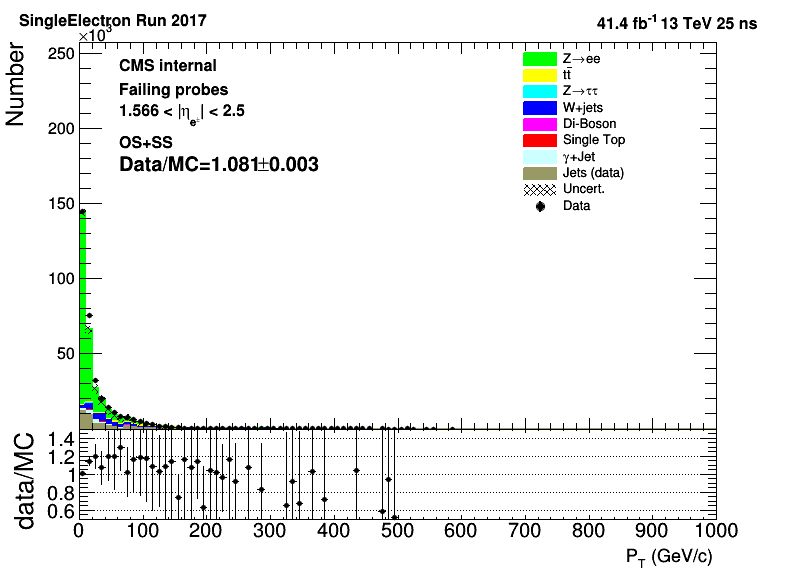 SingleElectron Run 2017
41.4 fb⁻¹ 13 TeV 25 ns
×10³
Number
250
200
150
100
50
CMS internal
Failing probes
1.566 < |η_e±| < 2.5
OS+SS
Data/MC=1.081±0.003
Z→ee
tt̄
Z→ττ
W+jets
Di-Boson
Single Top
γ+Jet
Jets (data)
Uncert.
Data
data/MC
1.4
1.2
1
0.8
0.6
0 100 200 300 400 500 600 700 800 900 1000
P_T (GeV/c)